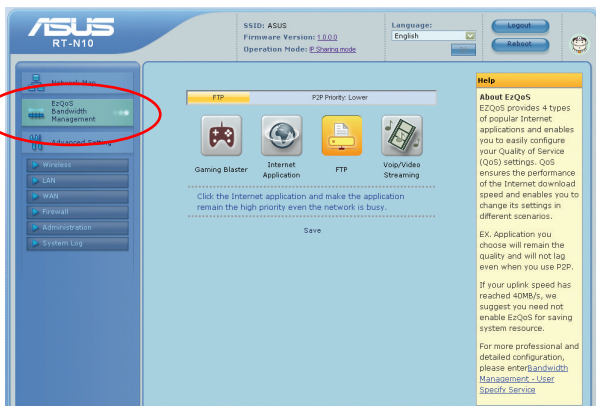 ASUS
RT-N10
SSID: ASUS
Firmware Version: 1.0.0.0
Operation Mode: IP Sharing mode
Language:
English
Logout
Reboot
Network Map
EzQoS
Bandwidth
Management
Advanced Setting
Wireless
LAN
WAN
Firewall
Administration
System Log
FTP
P2P Priority: Lower
Gaming Blaster
Internet
Application
FTP
Voip/Video
Streaming
Click the Internet application and make the application
remain the high priority even the network is busy.
Save
Help
About EzQoS
EZQoS provides 4 types
of popular Internet
applications and enables
you to easily configure
your Quality of Service
(QoS) settings. QoS
ensures the performance
of the Internet download
speed and enables you to
change its settings in
different scenarios.
EX. Application you
choose will remain the
quality and will not lag
even when you use P2P.
If your uplink speed has
reached 40MB/s, we
suggest you need not
enable EzQoS for saving
system resource.
For more professional and
detailed configuration,
please enterBandwidth
Management - User
Specify Service